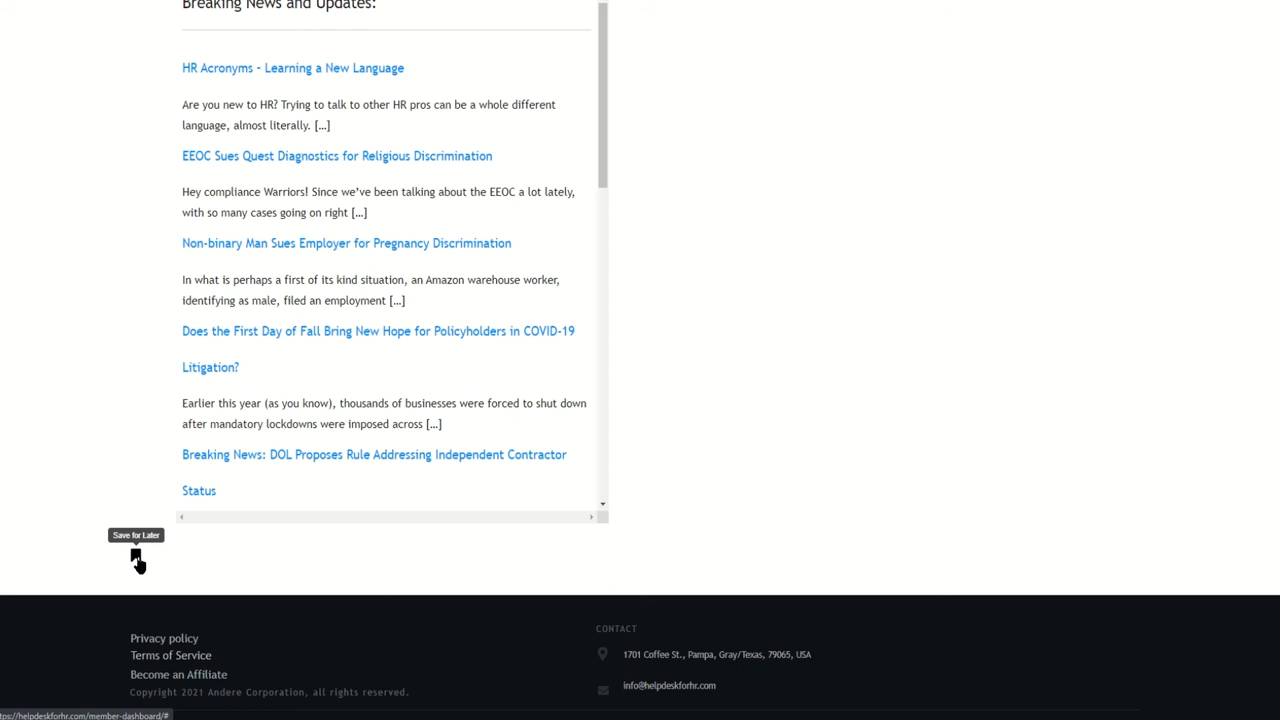 Breaking News and Updates:
HR Acronyms – Learning a New Language
Are you new to HR? Trying to talk to other HR pros can be a whole different
language, almost literally. […]
EEOC Sues Quest Diagnostics for Religious Discrimination
Hey compliance Warriors! Since we’ve been talking about the EEOC a lot lately,
with so many cases going on right […]
Non-binary Man Sues Employer for Pregnancy Discrimination
In what is perhaps a first of its kind situation, an Amazon warehouse worker,
identifying as male, filed an employment […]
Does the First Day of Fall Bring New Hope for Policyholders in COVID-19
Litigation?
Earlier this year (as you know), thousands of businesses were forced to shut down
after mandatory lockdowns were imposed across […]
Breaking News: DOL Proposes Rule Addressing Independent Contractor
Status
Save for Later
Privacy policy
Terms of Service
Become an Affiliate
Copyright 2021 Andere Corporation, all rights reserved.
CONTACT
1701 Coffee St., Pampa, Gray/Texas, 79065, USA
info@helpdeskforhr.com
tps://helpdeskforhr.com/member-dashboard/#